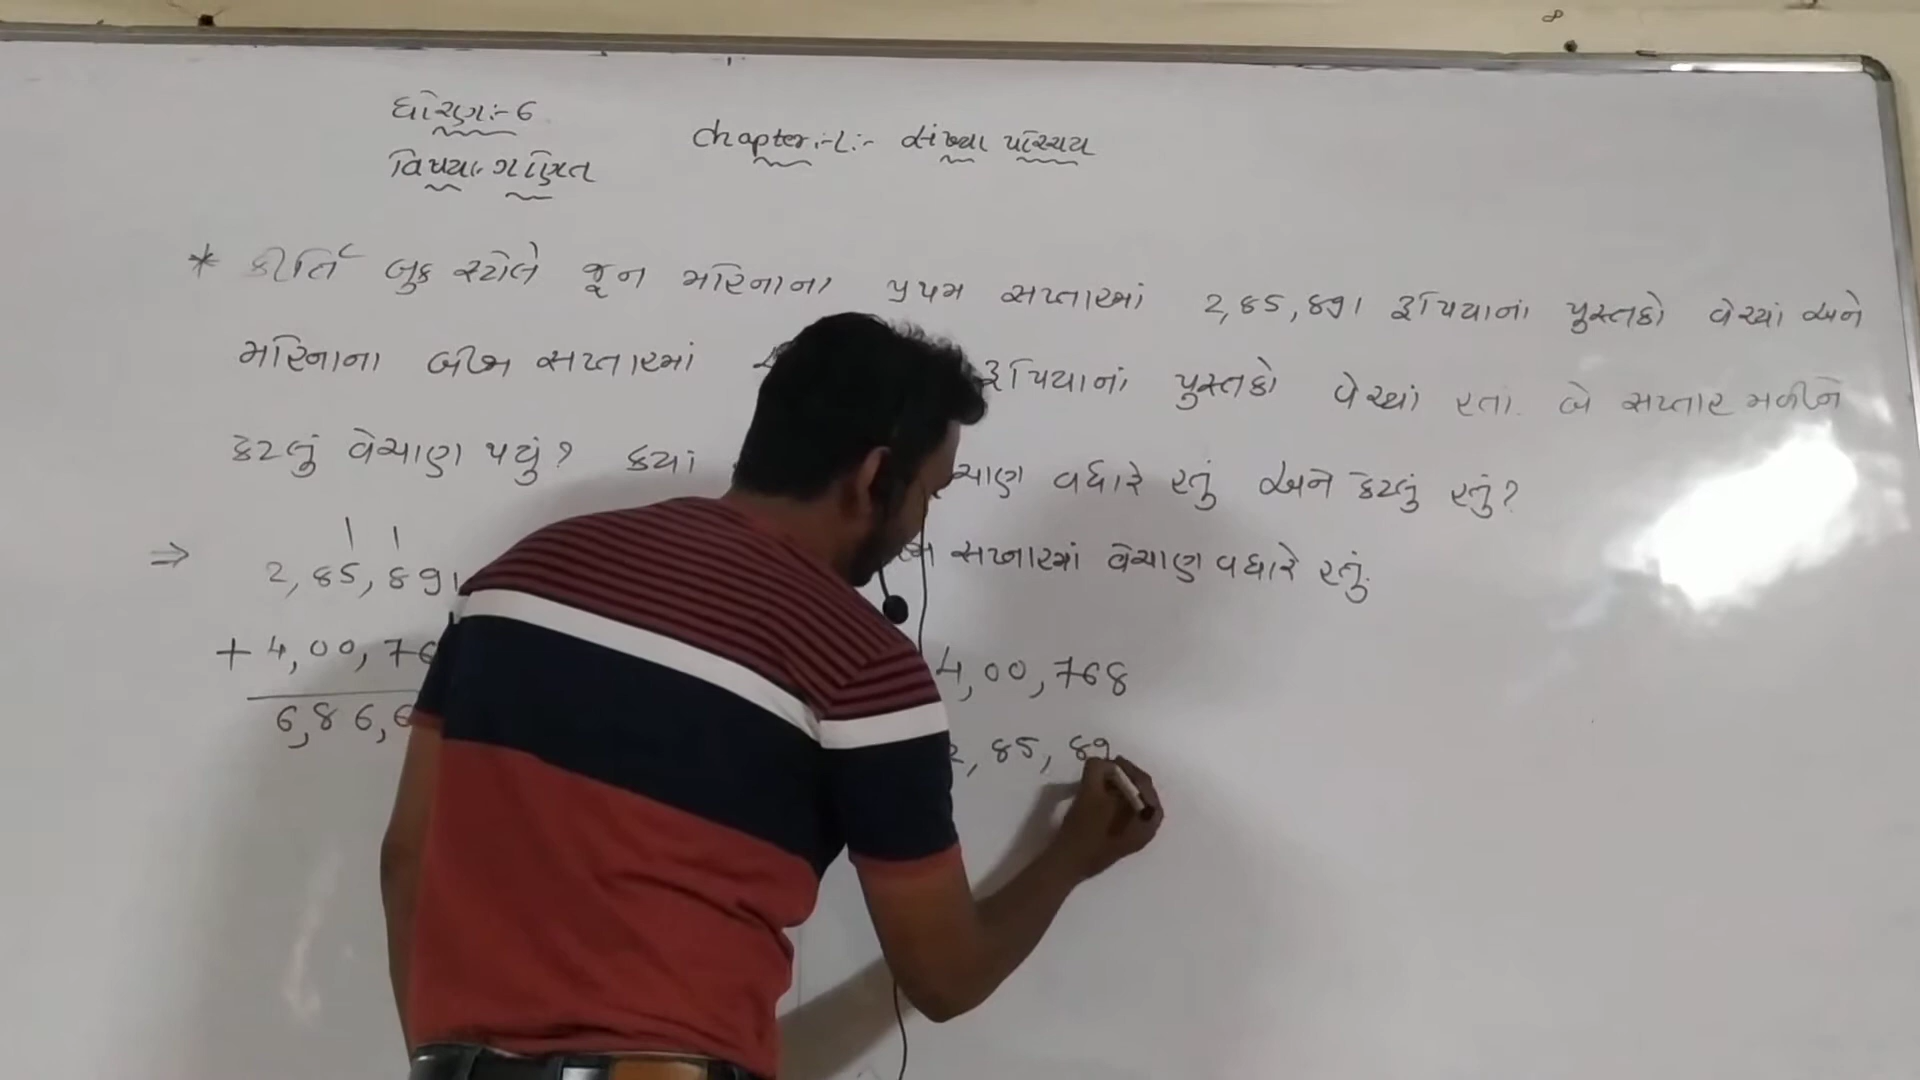 ધોરણ:- 6
વિષય:- ગણિત
Chapter:-1:- સંખ્યા પરિચય
* કીર્તિ બુક સ્ટોલે જૂન મહિનાના પ્રથમ સપ્તાહમાં 2,85,891 રૂપિયાનાં પુસ્તકો વેચ્યાં અને
મહિનાના બીજા સપ્તાહમાં રૂપિયાનાં પુસ્તકો વેચ્યાં હતાં. બે સપ્તાહ મળીને
કેટલું વેચાણ થયું? કયાં વધારે હતું અને કેટલું હતું?
સપ્તાહમાં વેચાણ વધારે હતું.
1 1
⇒ 2,85,891
+ 4,00,76
6,86,6
4,00,768
2,85,89